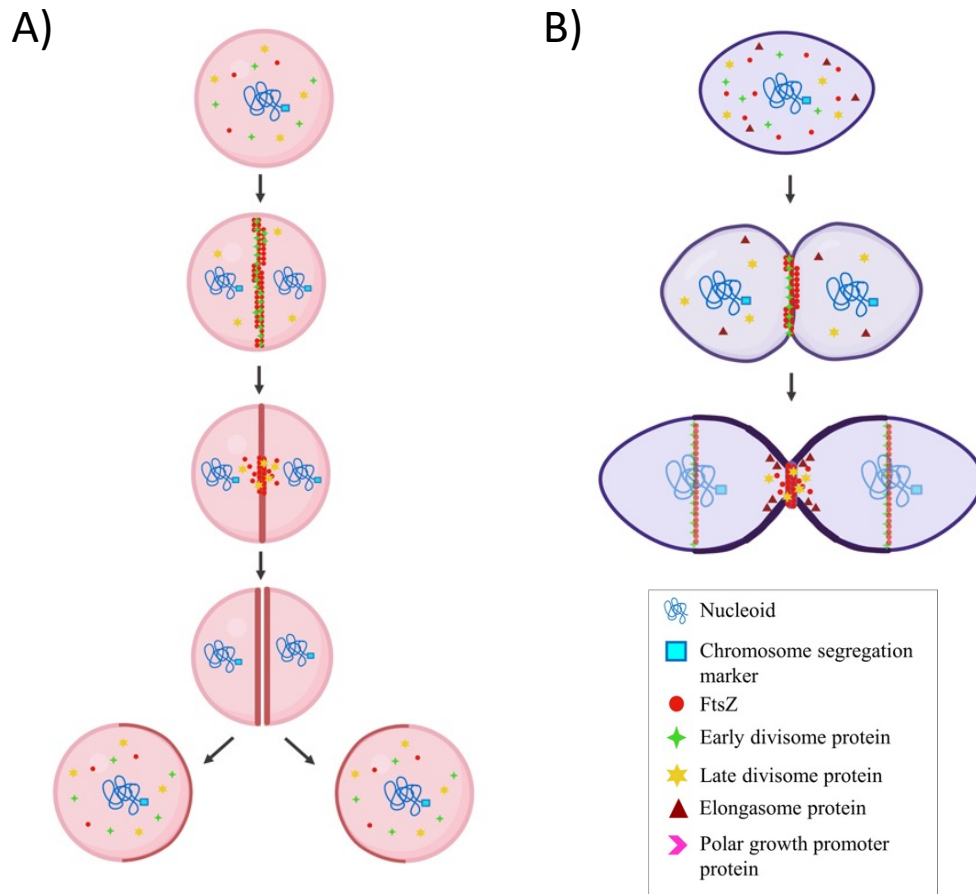 A)
B)
Nucleoid
Chromosome segregation
marker
FtsZ
Early divisome protein
Late divisome protein
Elongasome protein
Polar growth promoter
protein